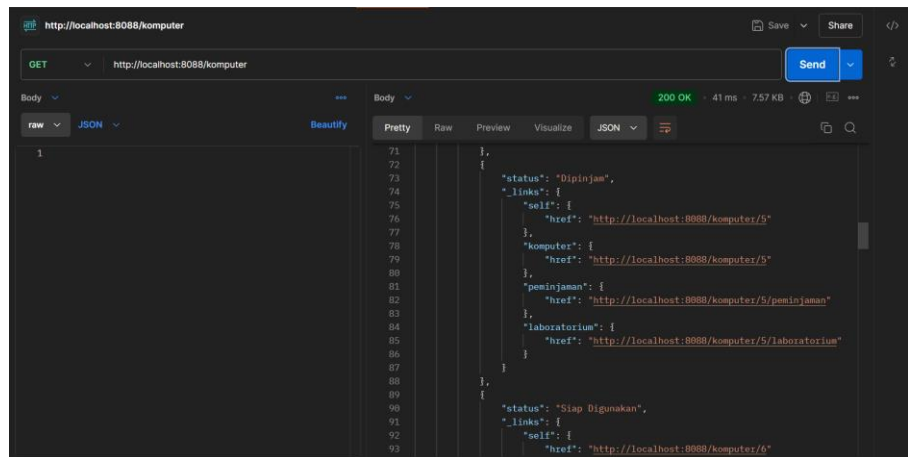 http://localhost:8088/komputer
Save
Share
GET
http://localhost:8088/komputer
Send
Body
Body
200 OK
41 ms
7.57 KB
raw
JSON
Beautify
Pretty
Raw
Preview
Visualize
JSON
1
71 },
72 {
73 "status": "Dipinjam",
74 "_links": {
75 "self": {
76 "href": "http://localhost:8088/komputer/5"
77 },
78 "komputer": {
79 "href": "http://localhost:8088/komputer/5"
80 },
81 "peminjaman": {
82 "href": "http://localhost:8088/komputer/5/peminjaman"
83 },
84 "laboratorium": {
85 "href": "http://localhost:8088/komputer/5/laboratorium"
86 }
87 }
88 },
89 {
90 "status": "Siap Digunakan",
91 "_links": {
92 "self": {
93 "href": "http://localhost:8088/komputer/6"